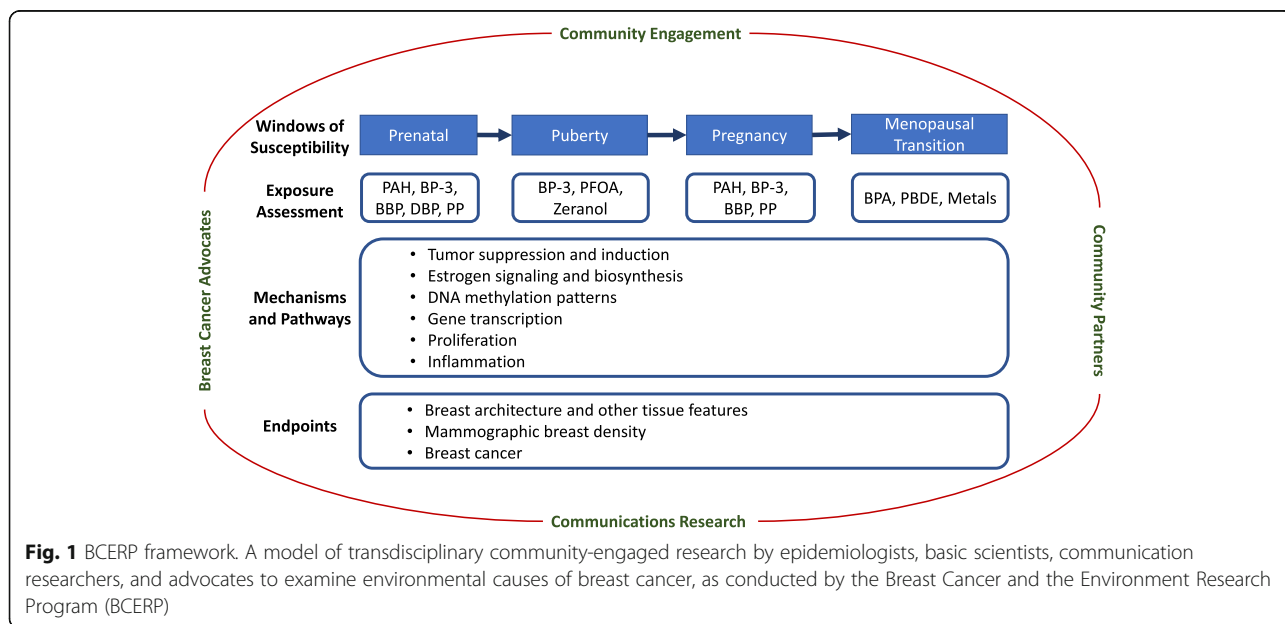 Community Engagement
Windows of
Susceptibility
Prenatal
Puberty
Pregnancy
Menopausal
Transition
Exposure
Assessment
PAH, BP-3,
BBP, DBP, PP
BP-3, PFOA,
Zeranol
PAH, BP-3,
BBP, PP
BPA, PBDE, Metals
Breast Cancer Advocates
Community Partners
Mechanisms
and Pathways
• Tumor suppression and induction
• Estrogen signaling and biosynthesis
• DNA methylation patterns
• Gene transcription
• Proliferation
• Inflammation
Endpoints
• Breast architecture and other tissue features
• Mammographic breast density
• Breast cancer
Communications Research
Fig. 1 BCERP framework. A model of transdisciplinary community-engaged research by epidemiologists, basic scientists, communication
researchers, and advocates to examine environmental causes of breast cancer, as conducted by the Breast Cancer and the Environment Research
Program (BCERP)